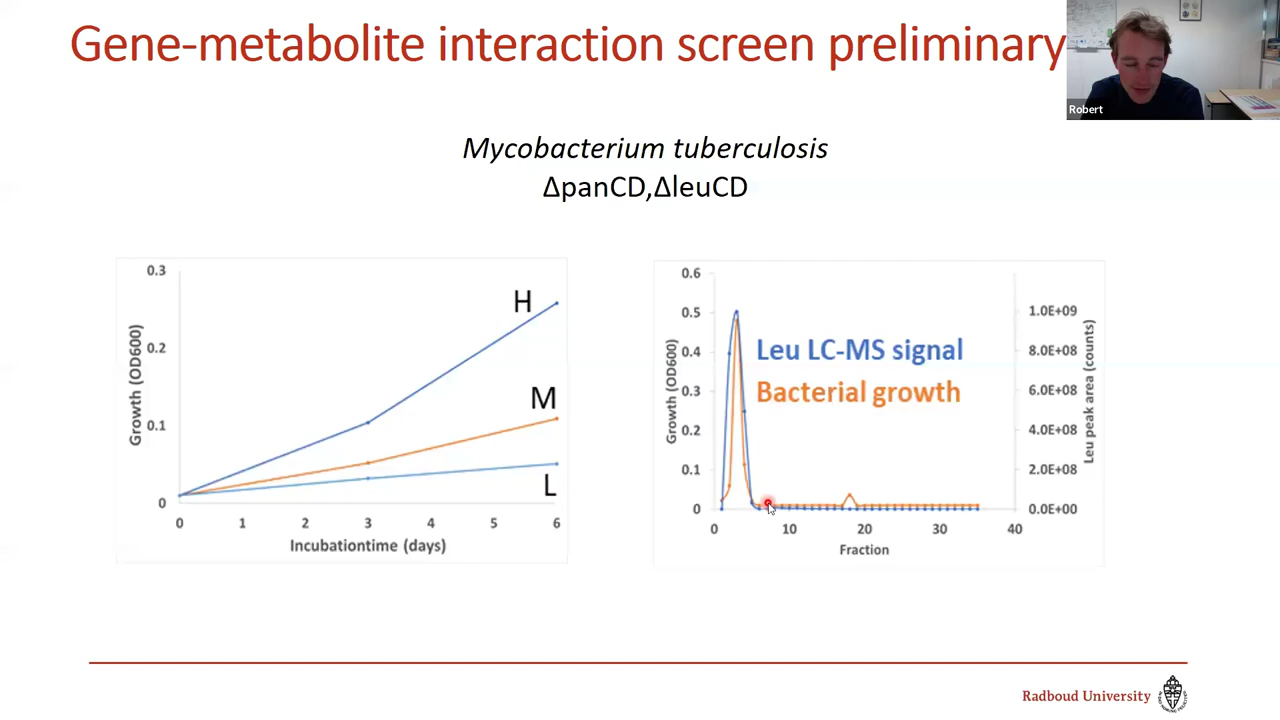 Gene-metabolite interaction screen preliminary
Robert
Mycobacterium tuberculosis
ΔpanCD,ΔleuCD
0.3
0.2
0.1
0
Growth (OD600)
H
M
L
0 1 2 3 4 5 6
Incubationtime (days)
0.6
0.5
0.4
0.3
0.2
0.1
0
Growth (OD600)
Leu LC-MS signal
Bacterial growth
1.0E+09
8.0E+08
6.0E+08
4.0E+08
2.0E+08
0.0E+00
Leu peak area (counts)
0 10 20 30 40
Fraction
Radboud University